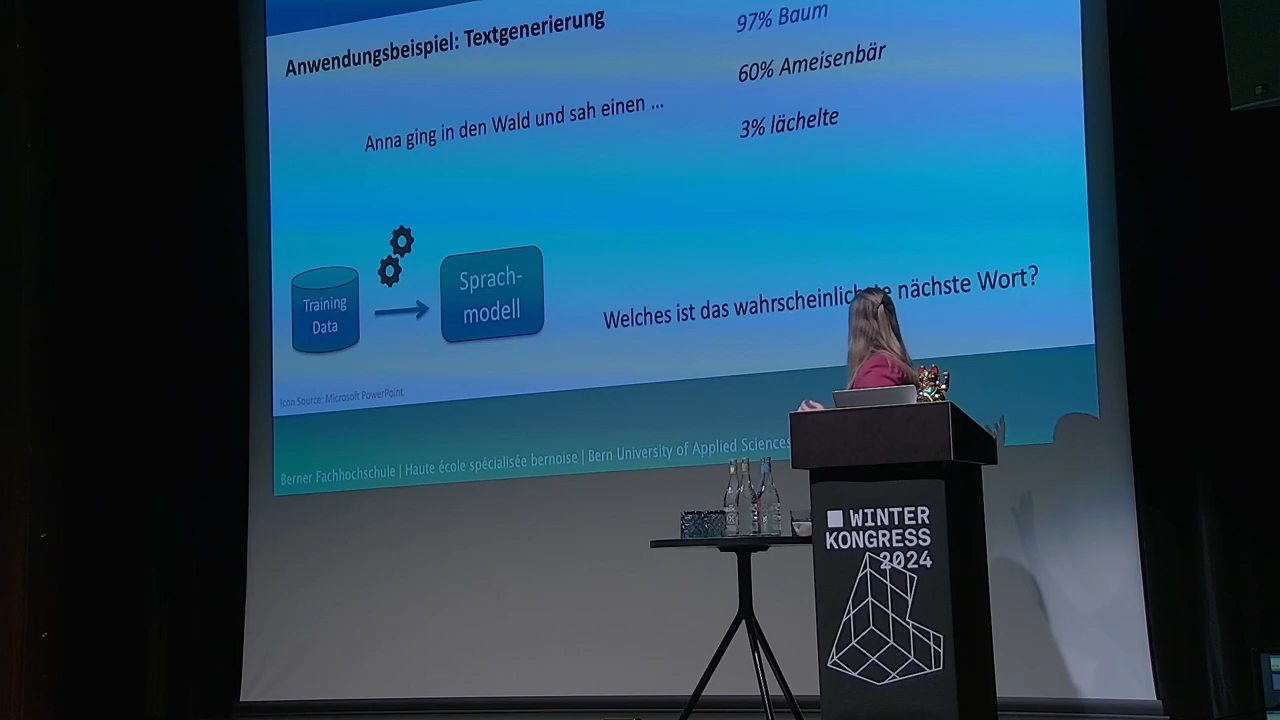 Anwendungsbeispiel: Textgenerierung
97% Baum
60% Ameisenbär
3% lächelte
Anna ging in den Wald und sah einen ...
Training
Data
Sprach-
modell
Welches ist das nächste Wort?
Icon Source: Microsoft PowerPoint
Berner Fachhochschule | Haute école spécialisée bernoise | Bern University of Applied Sciences
WINTER
KONGRESS
2024